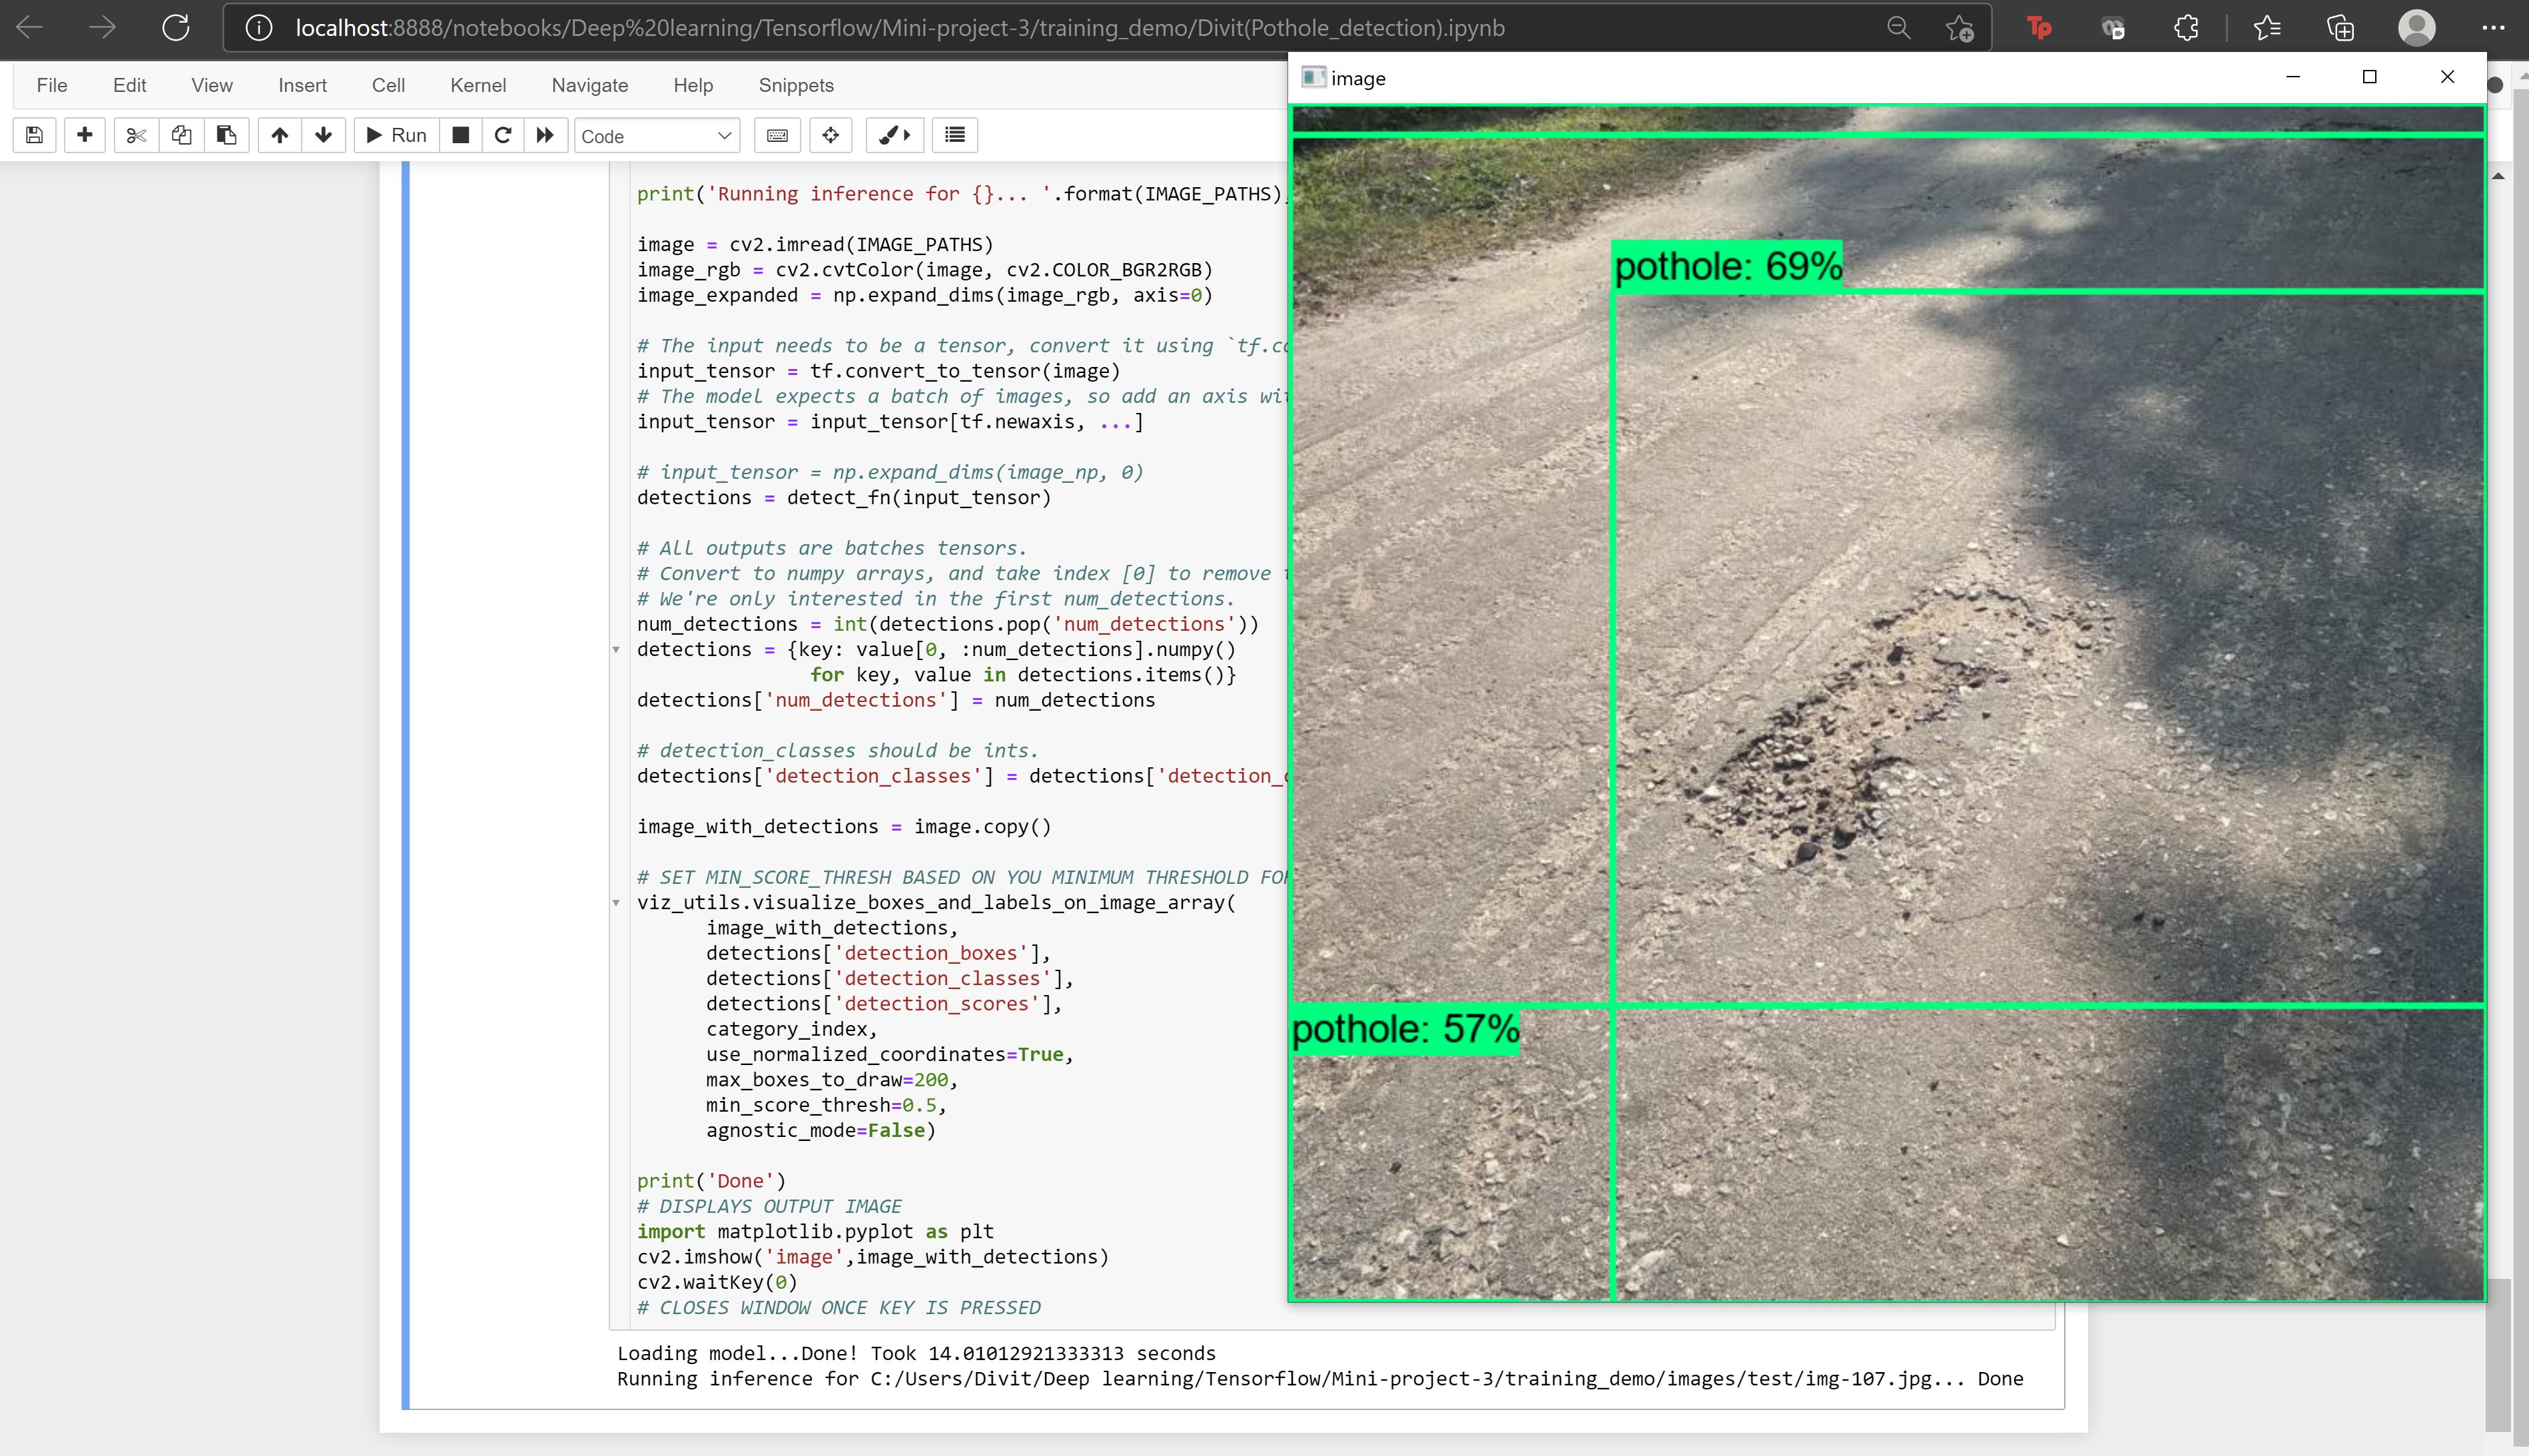 localhost:8888/notebooks/Deep%20learning/Tensorflow/Mini-project-3/training_demo/Divit(Pothole_detection).ipynb
Tp
File Edit View Insert Cell Kernel Navigate Help Snippets
Run Code
print('Running inference for {}... '.format(IMAGE_PATHS)
image = cv2.imread(IMAGE_PATHS)
image_rgb = cv2.cvtColor(image, cv2.COLOR_BGR2RGB)
image_expanded = np.expand_dims(image_rgb, axis=0)
# The input needs to be a tensor, convert it using `tf.co
input_tensor = tf.convert_to_tensor(image)
# The model expects a batch of images, so add an axis wi
input_tensor = input_tensor[tf.newaxis, ...]
# input_tensor = np.expand_dims(image_np, 0)
detections = detect_fn(input_tensor)
# All outputs are batches tensors.
# Convert to numpy arrays, and take index [0] to remove
# We're only interested in the first num_detections.
num_detections = int(detections.pop('num_detections'))
detections = {key: value[0, :num_detections].numpy()
for key, value in detections.items()}
detections['num_detections'] = num_detections
# detection_classes should be ints.
detections['detection_classes'] = detections['detection_c
image_with_detections = image.copy()
# SET MIN_SCORE_THRESH BASED ON YOU MINIMUM THRESHOLD FOR
viz_utils.visualize_boxes_and_labels_on_image_array(
image_with_detections,
detections['detection_boxes'],
detections['detection_classes'],
detections['detection_scores'],
category_index,
use_normalized_coordinates=True,
max_boxes_to_draw=200,
min_score_thresh=0.5,
agnostic_mode=False)
print('Done')
# DISPLAYS OUTPUT IMAGE
import matplotlib.pyplot as plt
cv2.imshow('image',image_with_detections)
cv2.waitKey(0)
# CLOSES WINDOW ONCE KEY IS PRESSED
Loading model...Done! Took 14.01012921333313 seconds
Running inference for C:/Users/Divit/Deep learning/Tensorflow/Mini-project-3/training_demo/images/test/img-107.jpg... Done
image
pothole: 69%
pothole: 57%